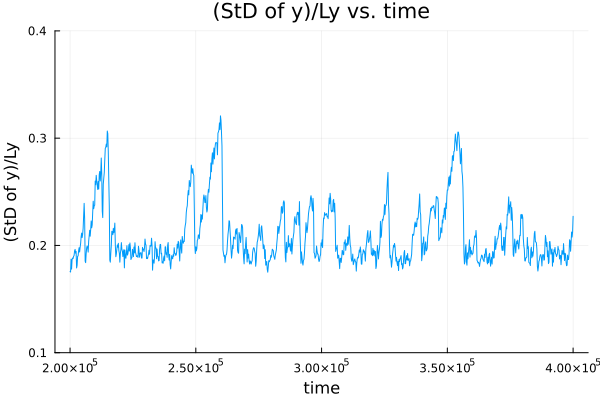 (StD of y)/Ly vs. time
(StD of y)/Ly
0.4
0.3
0.2
0.1
2.00×10⁵ 2.50×10⁵ 3.00×10⁵ 3.50×10⁵ 4.00×10⁵
time